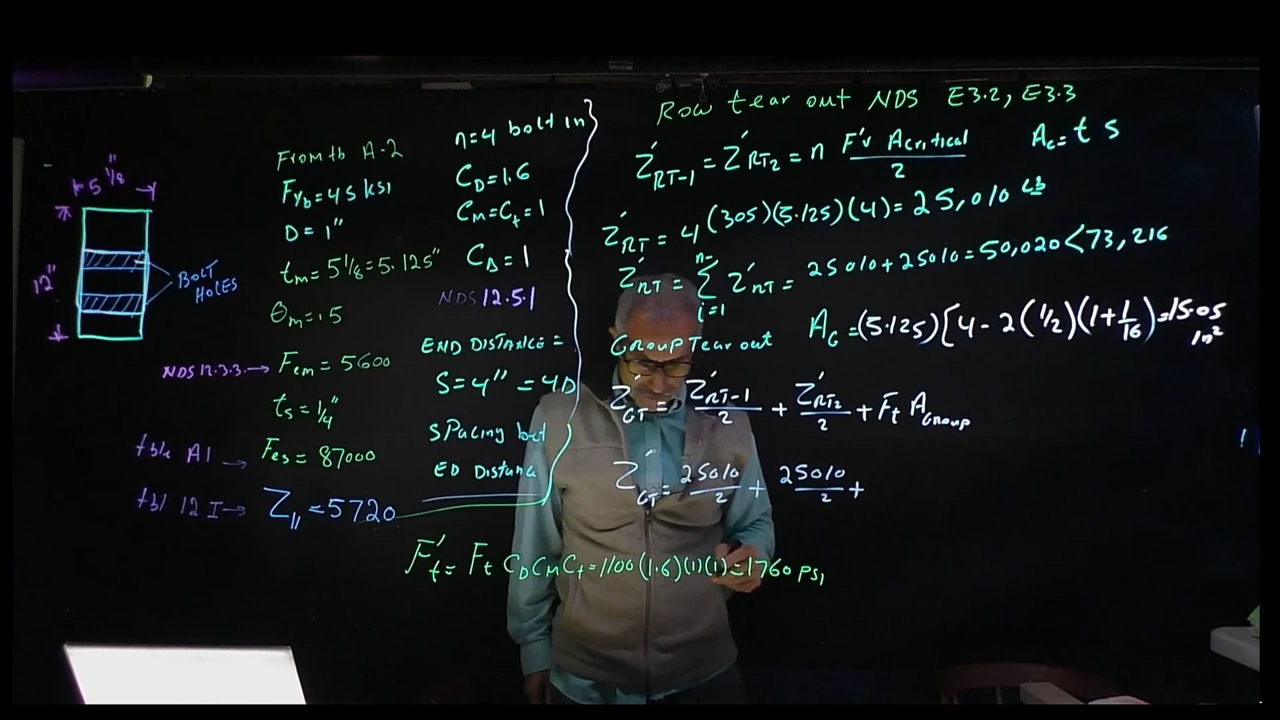 5 1/8"
12"
BOLT
HOLES
From tb A-2
Fyb=45 ksi
D=1"
tm=5 1/8=5.125"
θm=.5
NDS 12.3.3→ Fem=5600
ts=1/4"
tble A1 → Fes=87000
tbl 12 I→ Z||=5720
n=4 bolt in
CD=1.6
CM=Ct=1
CΔ=1
NDS 12.5.1
END DISTANCE=
S=4"=4D
SPacing bet
ED Distanc
Row tear out NDS E3.2, E3.3
Z'RT-1=Z'RT2=n F'v Acritical/2
Ac=t s
Z'RT=4(305)(5.125)(4)=25,010 LB
Z'RT=∑ i=1 n Z'RT=25010+25010=50,020<73,216
Group Tear out
AG=(5.125)[4-2(1/2)(1+1/16)=15.05 in²
Z'GT=Z'RT-1/2+Z'RT2/2+Ft AGroup
Z'GT=25010/2+25010/2+
F't=Ft CD CM Ct=1100(1.6)(1)(1)=1760 psi